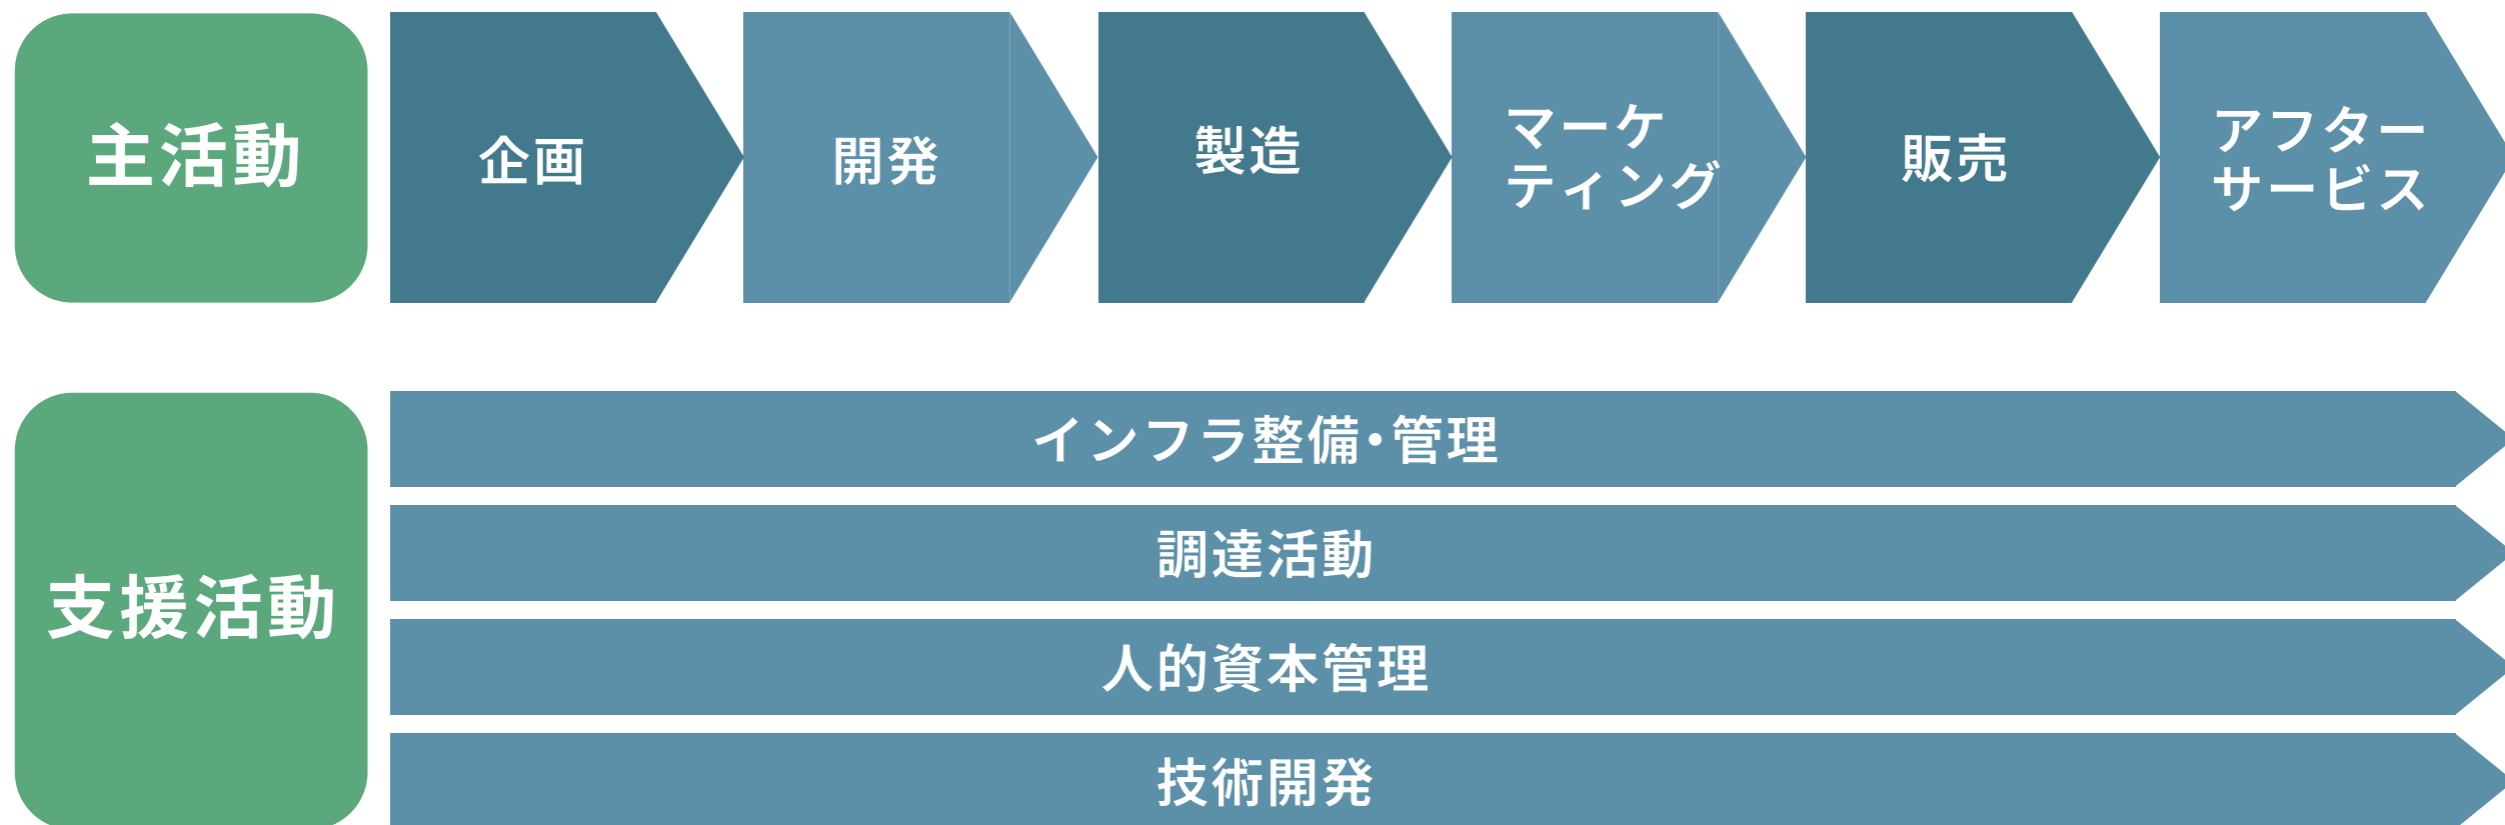 主活動
企画
開発
製造
マーケ
ティング
販売
アフター
サービス
支援活動
インフラ整備・管理
調達活動
人的資本管理
技術開発